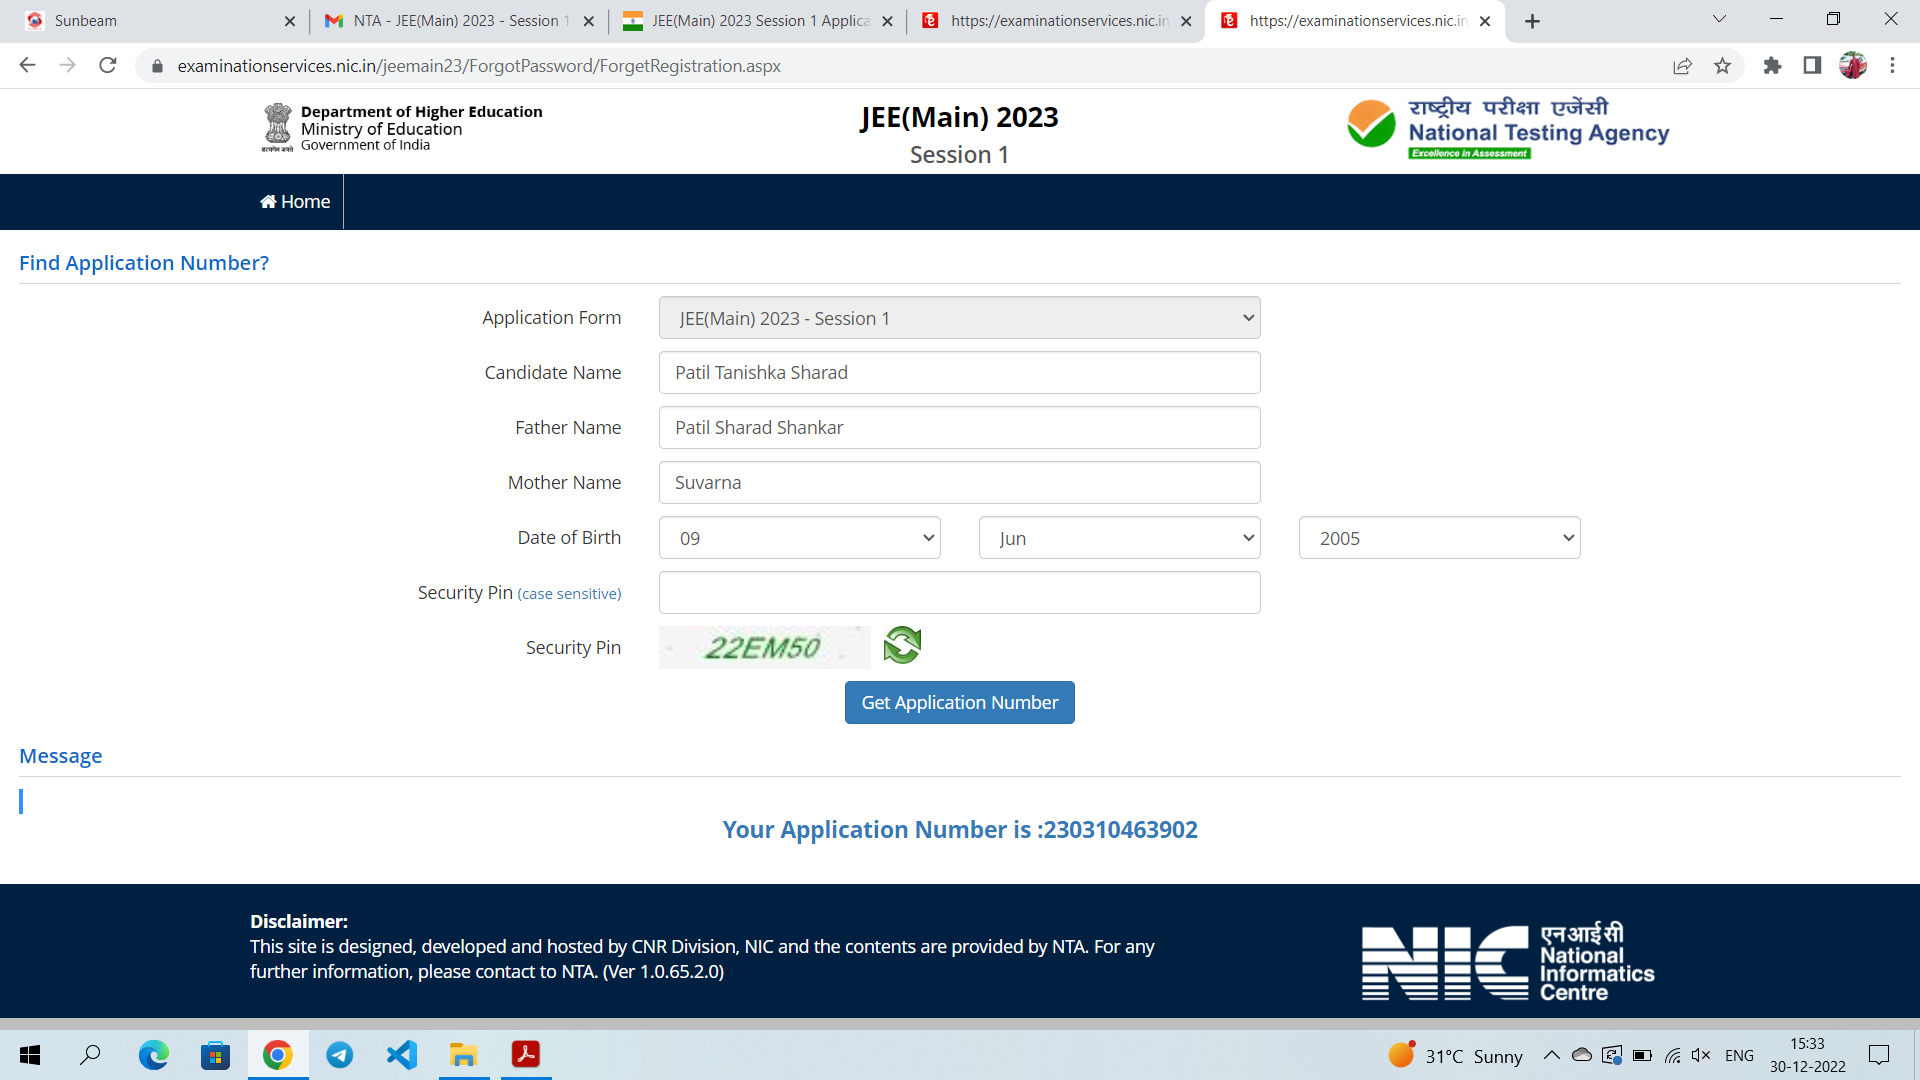 Sunbeam
NTA - JEE(Main) 2023 - Session 1
JEE(Main) 2023 Session 1 Applica
https://examinationservices.nic.in
https://examinationservices.nic.in
examinationservices.nic.in/jeemain23/ForgotPassword/ForgetRegistration.aspx
Department of Higher Education
Ministry of Education
Government of India
सत्यमेव जयते
JEE(Main) 2023
Session 1
राष्ट्रीय परीक्षा एजेंसी
National Testing Agency
Excellence in Assessment
Home
Find Application Number?
Application Form
JEE(Main) 2023 - Session 1
Candidate Name
Patil Tanishka Sharad
Father Name
Patil Sharad Shankar
Mother Name
Suvarna
Date of Birth
09
Jun
2005
Security Pin (case sensitive)
Security Pin
22EM50
Get Application Number
Message
Your Application Number is :230310463902
Disclaimer:
This site is designed, developed and hosted by CNR Division, NIC and the contents are provided by NTA. For any
further information, please contact to NTA. (Ver 1.0.65.2.0)
NIC
एन आई सी
National
Informatics
Centre
31°C Sunny
ENG
15:33
30-12-2022